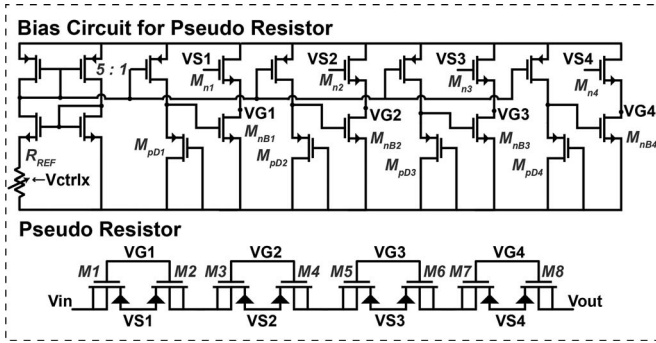 Bias Circuit for Pseudo Resistor
VS1 VS2 VS3 VS4
5 : 1 Mn1 Mn2 Mn3 Mn4
VG1 VG2 VG3 VG4
MnB1 MnB2 MnB3 MnB4
RREF MpD1 MpD2 MpD3 MpD4
←Vctrlx
Pseudo Resistor
VG1 VG2 VG3 VG4
M1 M2 M3 M4 M5 M6 M7 M8
Vin Vout
VS1 VS2 VS3 VS4